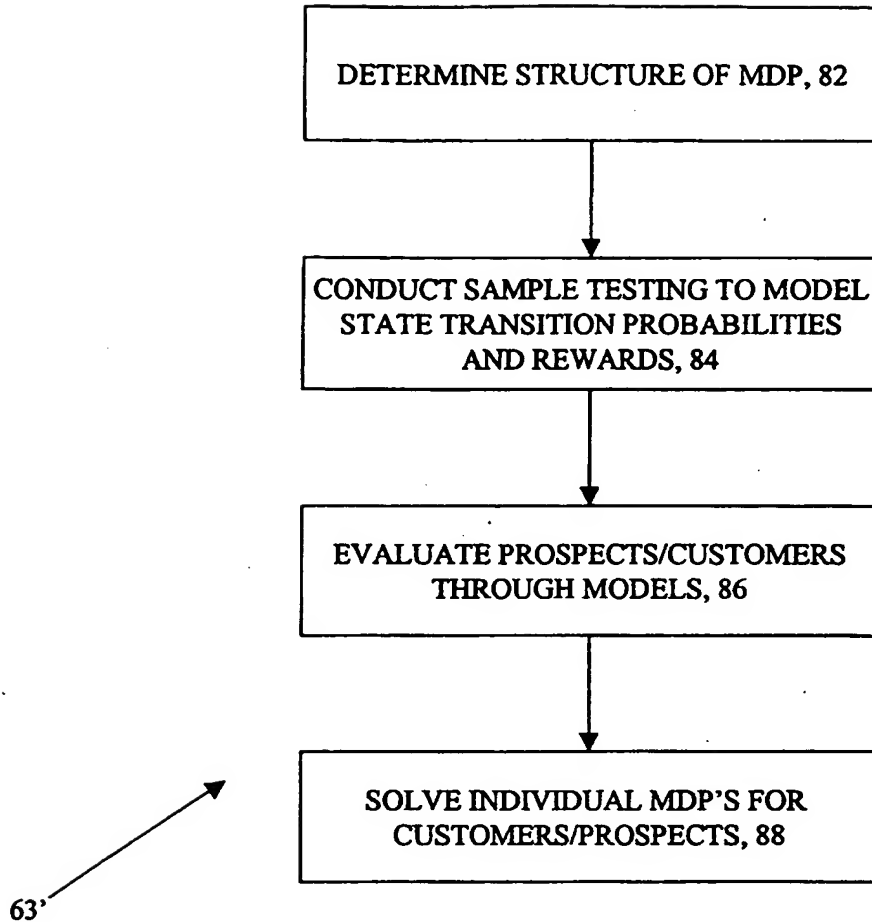 DETERMINE STRUCTURE OF MDP, 82
CONDUCT SAMPLE TESTING TO MODEL
STATE TRANSITION PROBABILITIES
AND REWARDS, 84
EVALUATE PROSPECTS/CUSTOMERS
THROUGH MODELS, 86
SOLVE INDIVIDUAL MDP'S FOR
CUSTOMERS/PROSPECTS, 88
63'